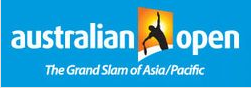 australian open
The Grand Slam of Asia/Pacific